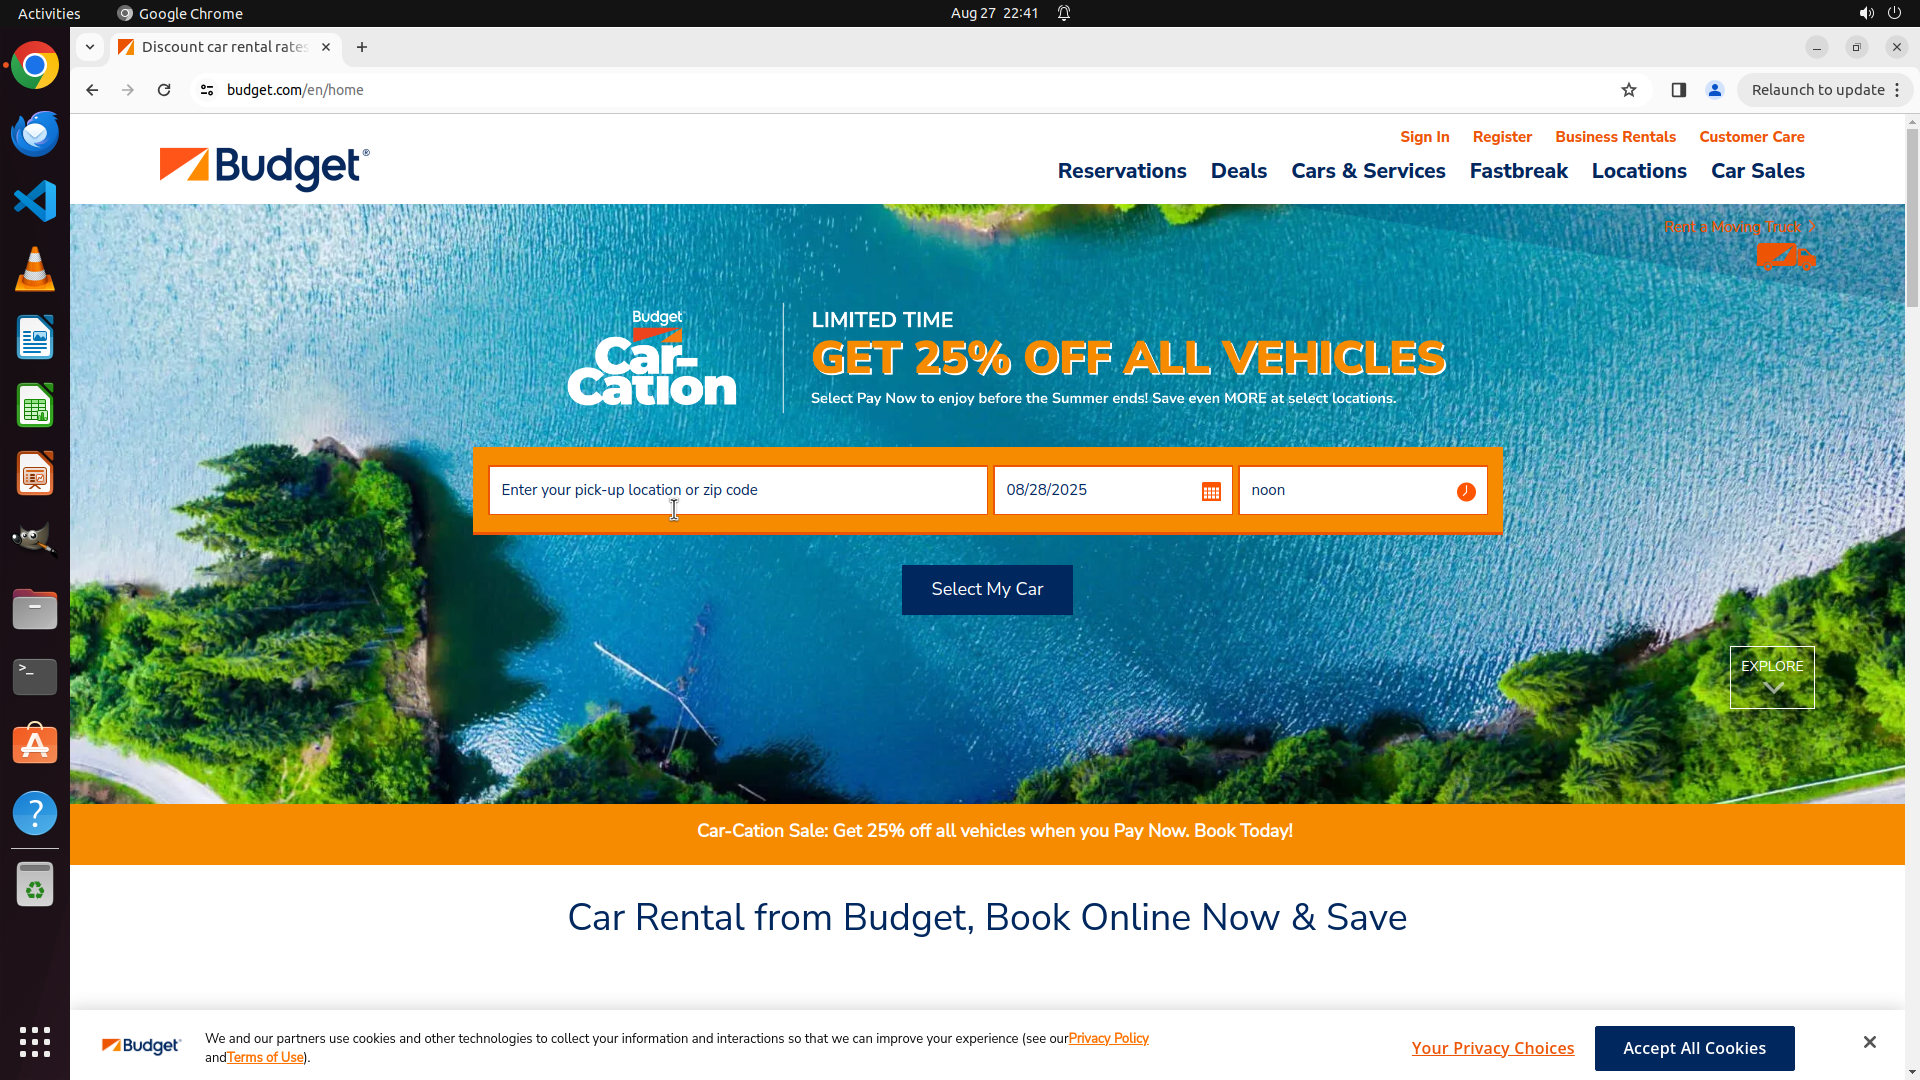 Activities
Google Chrome
Aug 27 22:41
Discount car rental rates
budget.com/en/home
Relaunch to update
Sign In
Register
Business Rentals
Customer Care
Budget®
Reservations
Deals
Cars & Services
Fastbreak
Locations
Car Sales
Rent a Moving Truck >
Budget
Car-
Cation
LIMITED TIME
GET 25% OFF ALL VEHICLES
Select Pay Now to enjoy before the Summer ends! Save even MORE at select locations.
Enter your pick-up location or zip code
08/28/2025
noon
Select My Car
EXPLORE
Car-Cation Sale: Get 25% off all vehicles when you Pay Now. Book Today!
Car Rental from Budget, Book Online Now & Save
Budget
We and our partners use cookies and other technologies to collect your information and interactions so that we can improve your experience (see our Privacy Policy
and Terms of Use).
Your Privacy Choices
Accept All Cookies